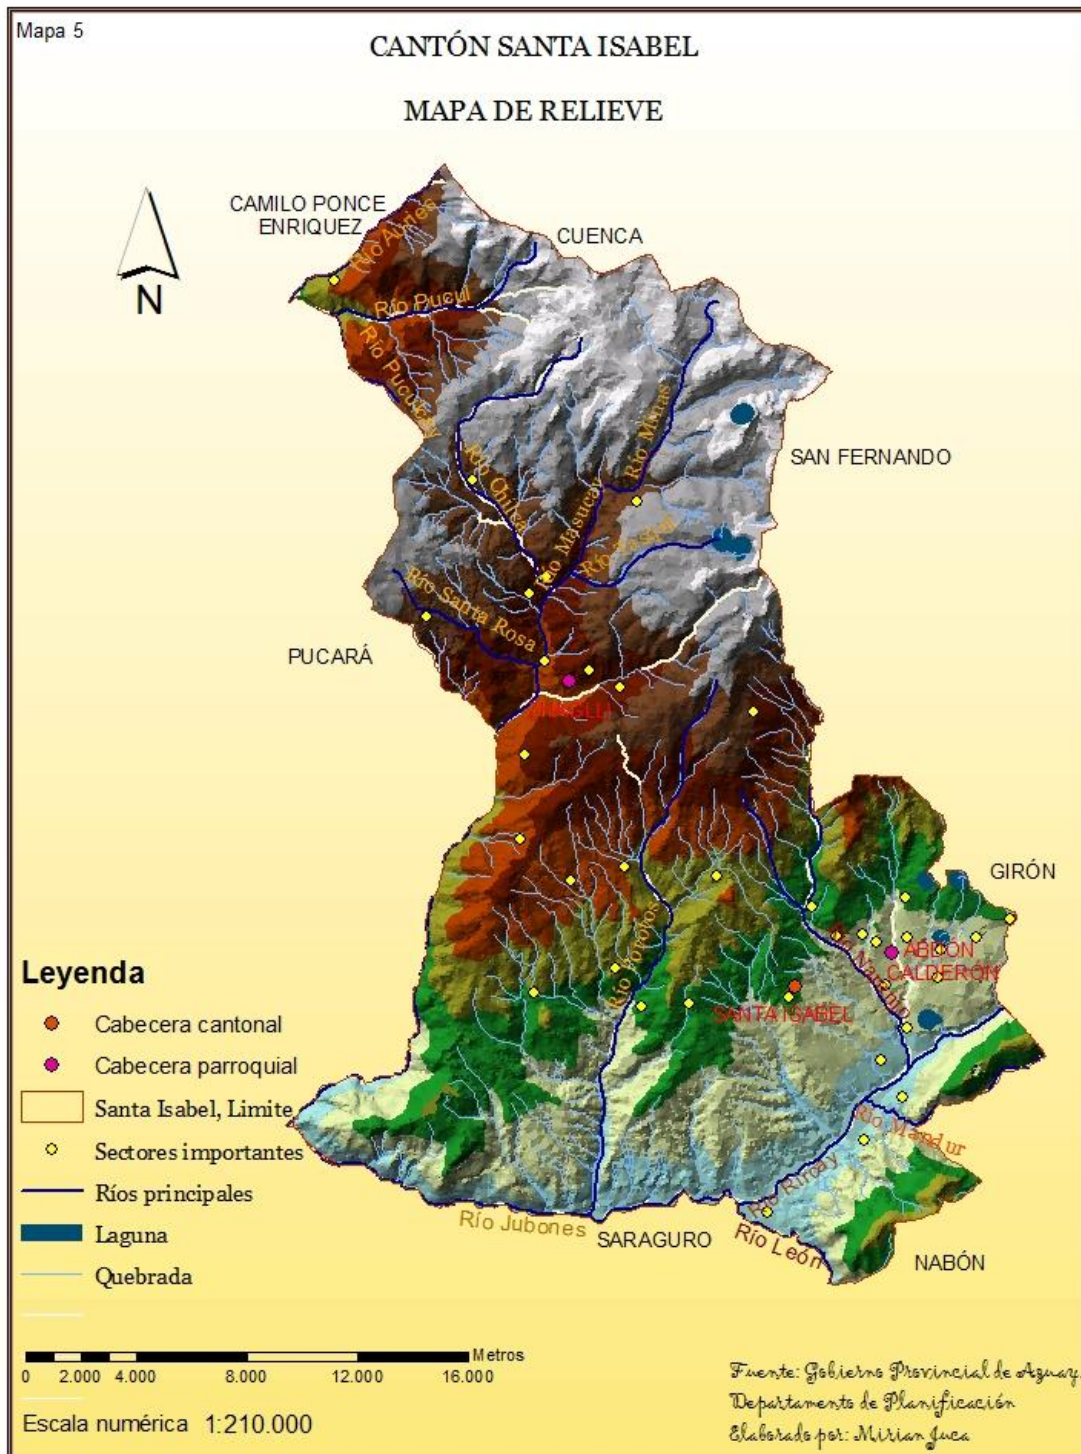 Mapa 5
CANTÓN SANTA ISABEL
MAPA DE RELIEVE
CAMILO PONCE
ENRIQUEZ
CUENCA
N
Río Pucul
Río Minas
SAN FERNANDO
Río Chilca
Río Masucay
Río
Río Santa Rosa
PUCARÁ
GIRÓN
Río
ABDÓN
CALDERÓN
SANTA ISABEL
Río Mandur
Río Rircay
Río Jubones
SARAGURO
Río León
NABÓN
Leyenda
Cabecera cantonal
Cabecera parroquial
Santa Isabel, Limite
Sectores importantes
Ríos principales
Laguna
Quebrada
Metros
0 2.000 4.000 8.000 12.000 16.000
Escala numérica 1:210.000
Fuente: Gobierno Provincial de Azuay.
Departamento de Planificación
Elaborado por: Mirian Juca